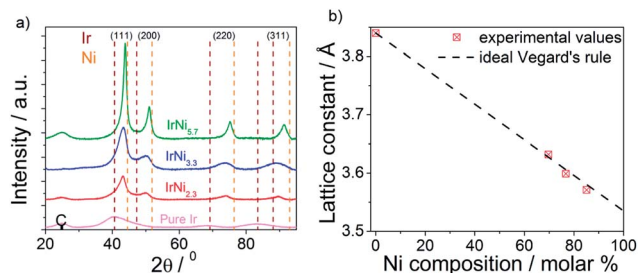 a)
Ir
Ni
(111) (200) (220) (311)
IrNi5.7
IrNi3.3
IrNi2.3
Pure Ir
C
Intensity / a.u.
20 40 60 80
2θ / 0
b)
experimental values
ideal Vegard's rule
3.8
3.7
3.6
3.5
Lattice constant / Å
0 20 40 60 80 100
Ni composition / molar %